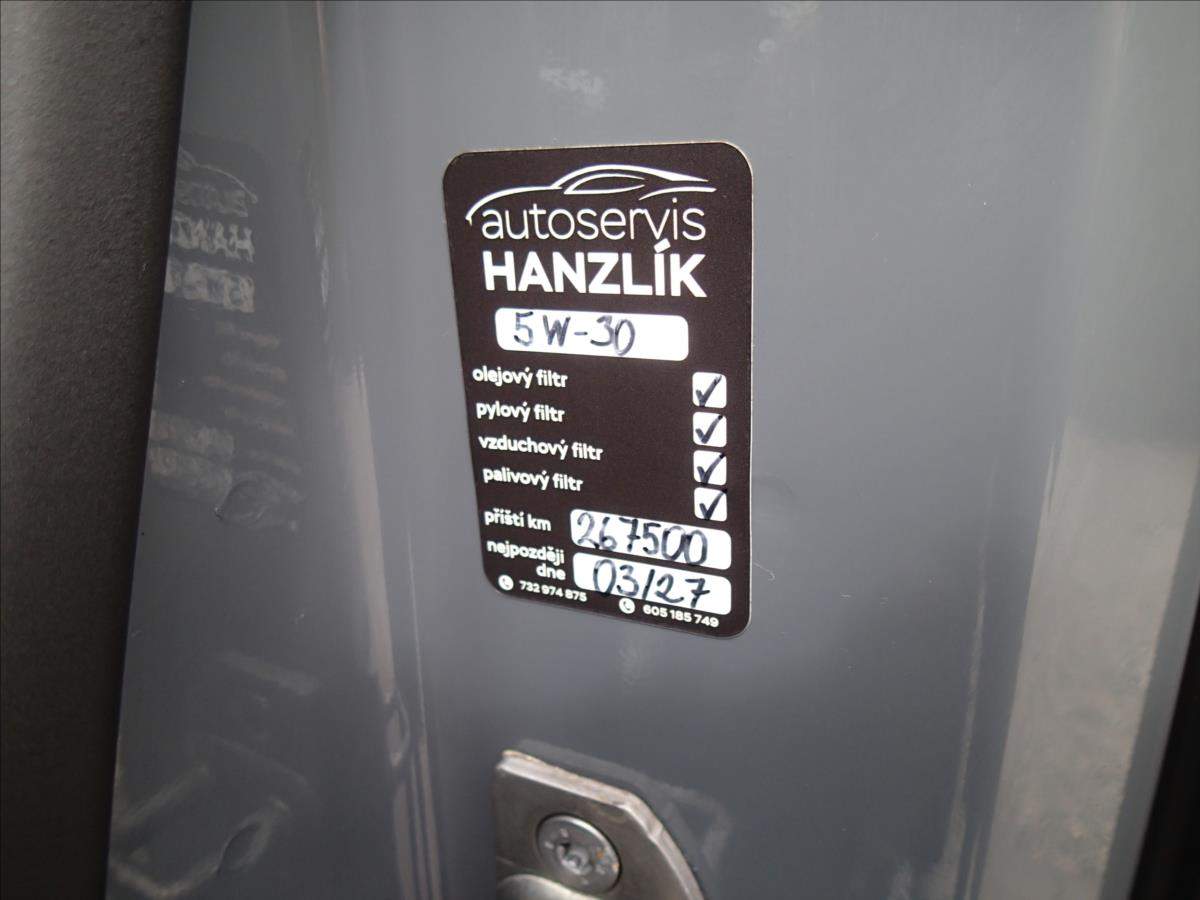 autoservis
HANZLÍK
5W-30
olejový filtr ✓
pylový filtr ✓
vzduchový filtr ✓
palivový filtr ✓
příští km 267500
nejpozději
dne 03/27
732 974 875 605 185 749